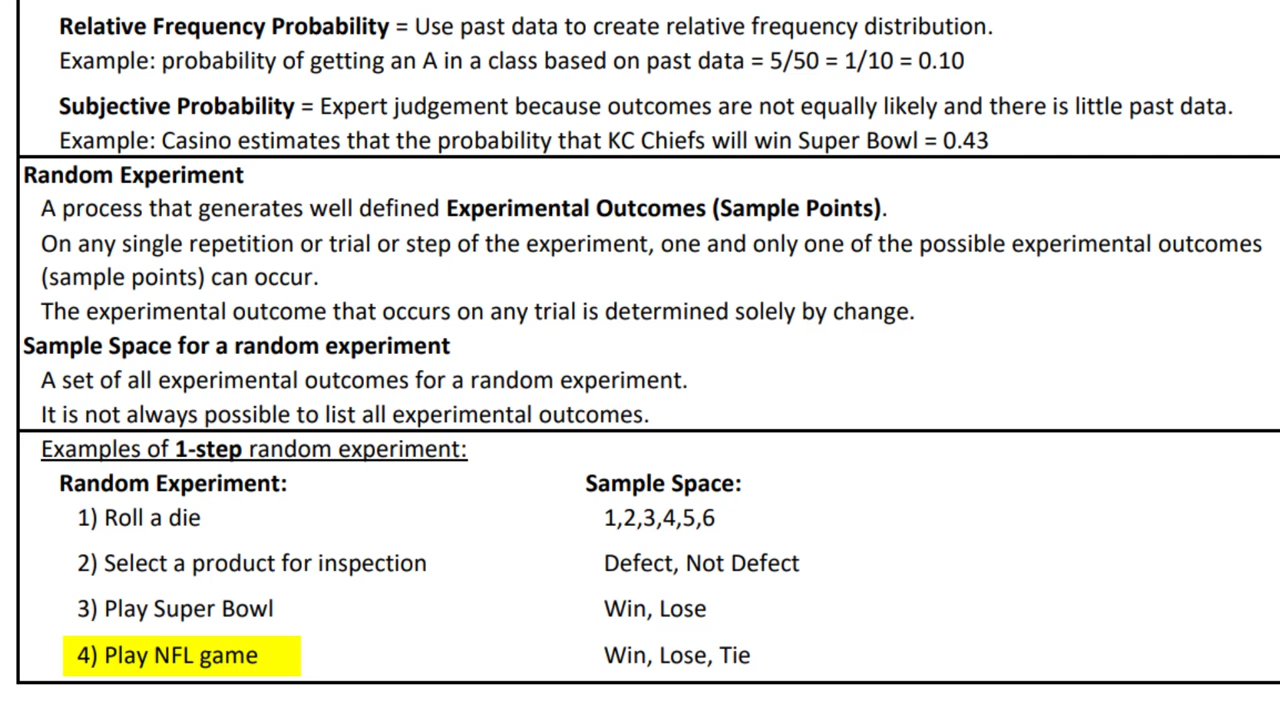 Relative Frequency Probability = Use past data to create relative frequency distribution.
Example: probability of getting an A in a class based on past data = 5/50 = 1/10 = 0.10
Subjective Probability = Expert judgement because outcomes are not equally likely and there is little past data.
Example: Casino estimates that the probability that KC Chiefs will win Super Bowl = 0.43
Random Experiment
A process that generates well defined Experimental Outcomes (Sample Points).
On any single repetition or trial or step of the experiment, one and only one of the possible experimental outcomes
(sample points) can occur.
The experimental outcome that occurs on any trial is determined solely by change.
Sample Space for a random experiment
A set of all experimental outcomes for a random experiment.
It is not always possible to list all experimental outcomes.
Examples of 1-step random experiment:
Random Experiment: Sample Space:
1) Roll a die 1,2,3,4,5,6
2) Select a product for inspection Defect, Not Defect
3) Play Super Bowl Win, Lose
4) Play NFL game Win, Lose, Tie